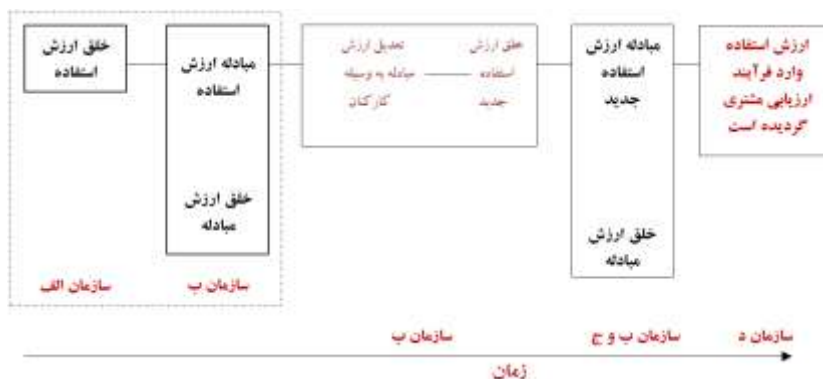 خلق ارزش
استفاده
مبادله ارزش
استفاده
خلق ارزش
مبادله
سازمان الف
سازمان ب
تعدیل ارزش
مبادله به وسیله
کارکنان
خلق ارزش
استفاده
جدید
مبادله ارزش
استفاده
جدید
خلق ارزش
مبادله
ارزش استفاده
وارد فرآیند
ارزیابی مشتری
گردیده است
سازمان ب
سازمان ب و ج
سازمان د
زمان